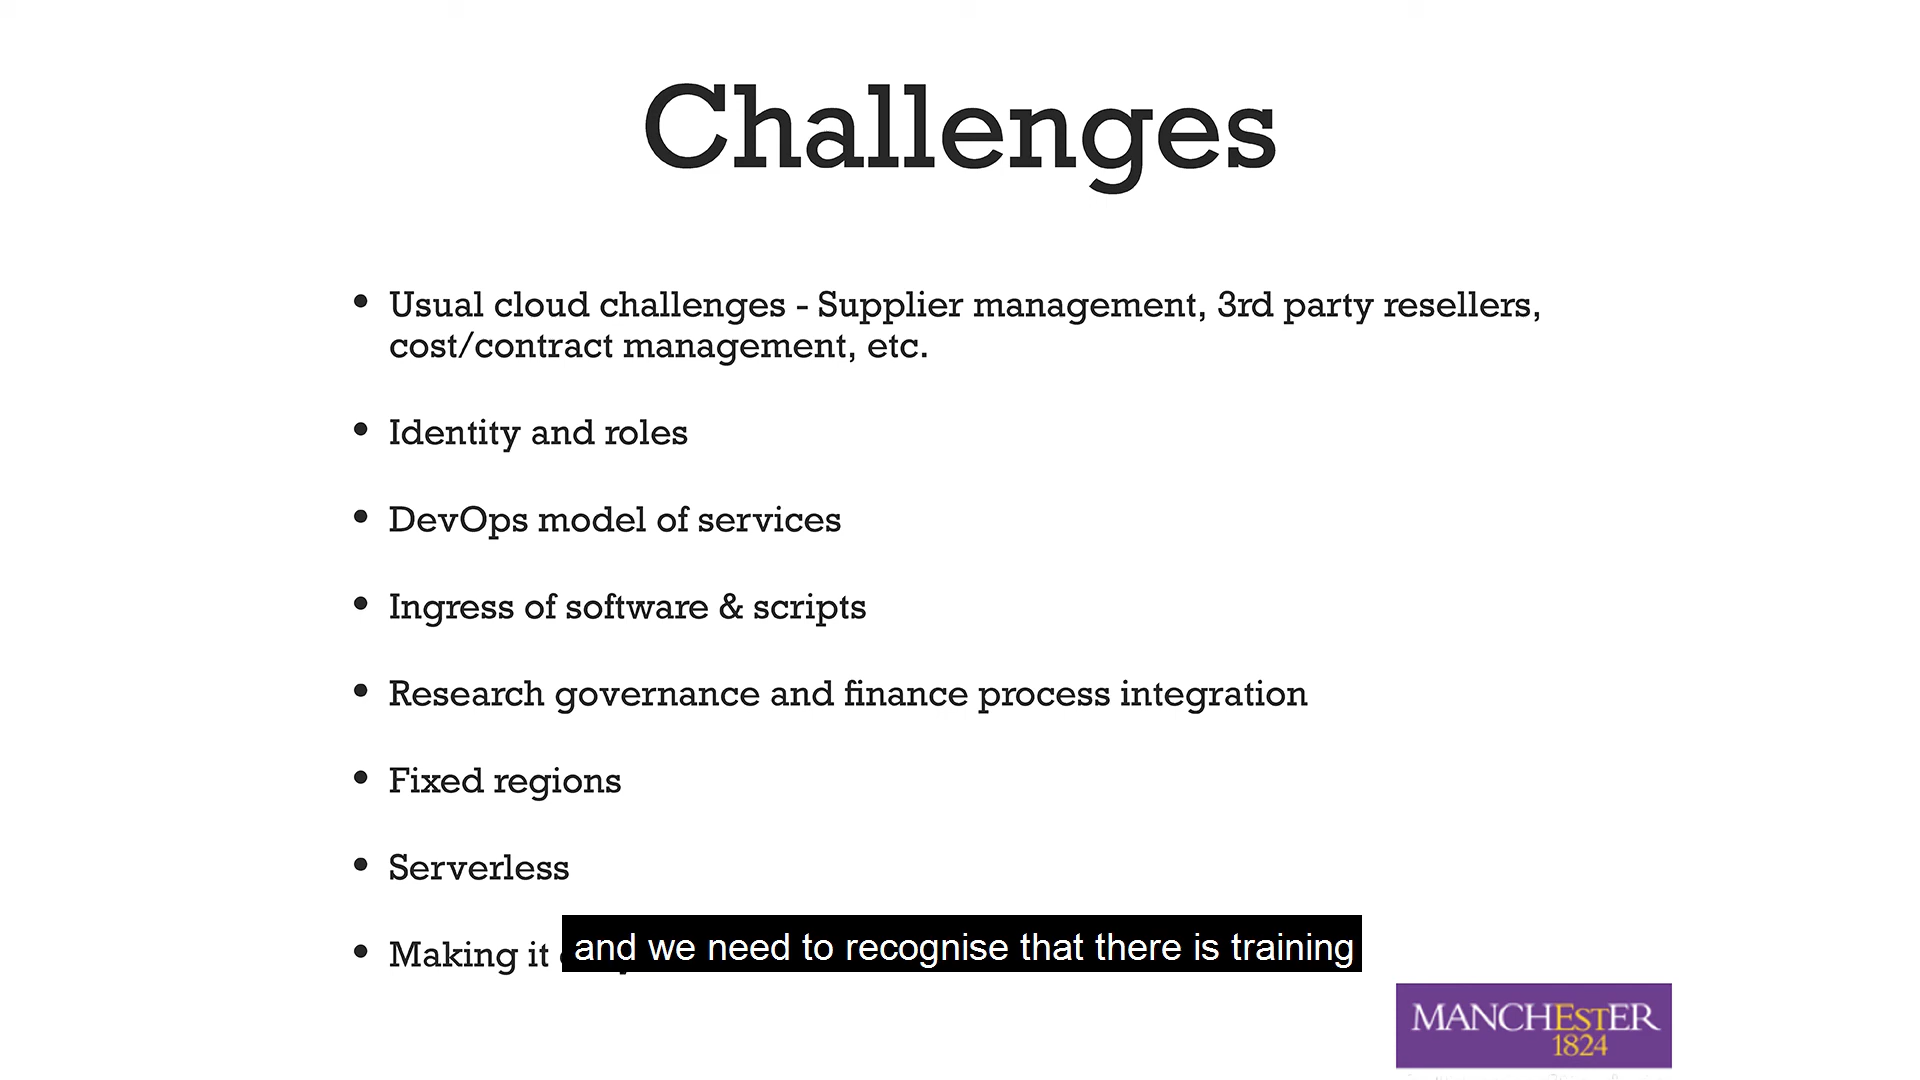 Challenges
• Usual cloud challenges - Supplier management, 3rd party resellers,
cost/contract management, etc.
• Identity and roles
• DevOps model of services
• Ingress of software & scripts
• Research governance and finance process integration
• Fixed regions
• Serverless
• Making it
and we need to recognise that there is training
MANCHESTER
1824